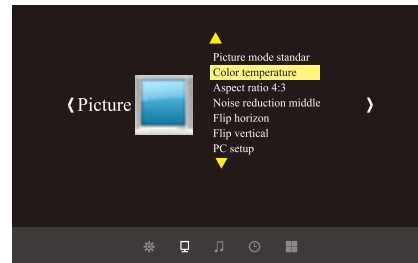 Picture
Picture mode standar
Color temperature
Aspect ratio 4:3
Noise reduction middle
Flip horizon
Flip vertical
PC setup